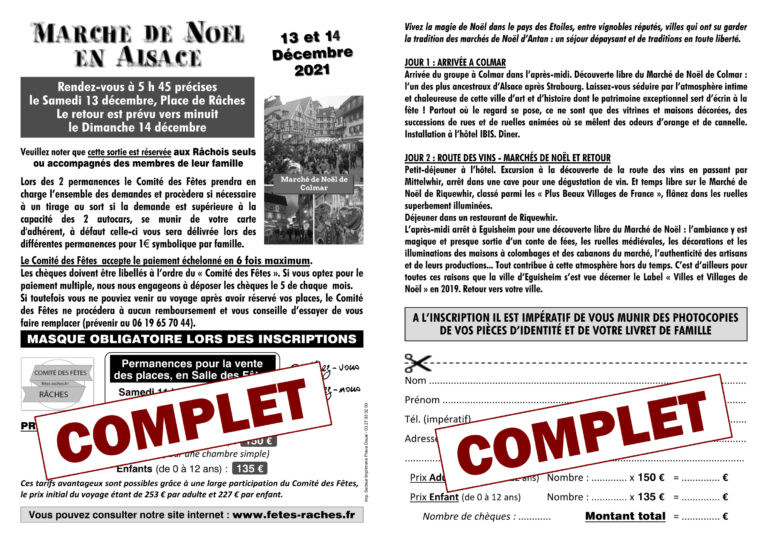 MARCHE DE NOEL
EN ALSACE
13 et 14
Décembre
2021
Rendez-vous à 5 h 45 précises
le Samedi 13 décembre, Place de Râches
Le retour est prévu vers minuit
le Dimanche 14 décembre
Veuillez noter que cette sortie est réservée aux Râchois seuls
ou accompagnés des membres de leur famille
Lors des 2 permanences le Comité des Fêtes prendra en
charge l'ensemble des demandes et procèdera si nécessaire
à un tirage au sort si la demande est supérieure à la
capacité des 2 autocars, se munir de votre carte
d'adhérent, à défaut celle-ci vous sera délivrée lors des
différentes permanences pour 1€ symbolique par famille.
Marché de Noël de
Colmar
Le Comité des Fêtes accepte le paiement échelonné en 6 fois maximum.
Les chèques doivent être libellés à l'ordre du « Comité des Fêtes ». Si vous optez pour le
paiement multiple, nous nous engageons à déposer les chèques le 5 de chaque mois.
Si toutefois vous ne pouviez venir au voyage après avoir réservé vos places, le Comité
des Fêtes ne procédera à aucun remboursement et vous conseille d'essayer de vous
faire remplacer (prévenir au 06 19 65 70 44).
MASQUE OBLIGATOIRE LORS DES INSCRIPTIONS
COMITÉ DES FÊTES
fetes-raches.fr
RÂCHES
Permanences pour la vente
des places, en Salle des Fê
Samedi
COMPLET
PR
150 €
une chambre simple)
Enfants (de 0 à 12 ans) : 135 €
Ces tarifs avantageux sont possibles grâce à une large participation du Comité des Fêtes,
le prix initial du voyage étant de 253 € par adulte et 227 € par enfant.
Vous pouvez consulter notre site internet : www.fetes-raches.fr
Vivez la magie de Noël dans le pays des Etoiles, entre vignobles réputés, villes qui ont su garder
la tradition des marchés de Noël d'Antan : un séjour dépaysant et de traditions en toute liberté.
JOUR 1 : ARRIVÉE A COLMAR
Arrivée du groupe à Colmar dans l'après-midi. Découverte libre du Marché de Noël de Colmar :
l'un des plus ancestraux d'Alsace après Strabourg. Laissez-vous séduire par l'atmosphère intime
et chaleureuse de cette ville d'art et d'histoire dont le patrimoine exceptionnel sert d'écrin à la
fête ! Partout où le regard se pose, ce ne sont que des vitrines et maisons décorées, des
successions de rues et de ruelles animées où se mêlent des odeurs d'orange et de cannelle.
Installation à l'hôtel IBIS. Diner.
JOUR 2 : ROUTE DES VINS - MARCHÉS DE NOËL ET RETOUR
Petit-déjeuner à l'hôtel. Excursion à la découverte de la route des vins en passant par
Mittelwhir, arrêt dans une cave pour une dégustation de vin. Et temps libre sur le Marché de
Noël de Riquewhir, classé parmi les « Plus Beaux Villages de France », flânez dans les ruelles
superbement illuminées.
Déjeuner dans un restaurant de Riquewhir.
L'après-midi arrêt à Eguisheim pour une découverte libre du Marché de Noël : l'ambiance y est
magique et presque sortie d'un conte de fées, les ruelles médiévales, les décorations et les
illuminations des maisons à colombages et des cabanons du marché, l'authenticité des artisans
et de leurs productions... Tout contribue à cette atmosphère hors du temps. C'est d'ailleurs pour
toutes ces raisons que la ville d'Eguisheim s'est vue décerner le Label « Villes et Villages de
Noël » en 2019. Retour vers votre ville.
A L'INSCRIPTION IL EST IMPÉRATIF DE VOUS MUNIR DES PHOTOCOPIES
DE VOS PIÈCES D'IDENTITÉ ET DE VOTRE LIVRET DE FAMILLE
Nom
Prénom
Tél. (impératif)
Adresse
COMPLET
Prix Adu ans) Nombre : ............ x 150 € = ............. €
Prix Enfant (de 0 à 12 ans) Nombre : ............ x 135 € = ............. €
Nombre de chèques : ............ Montant total = ............. €